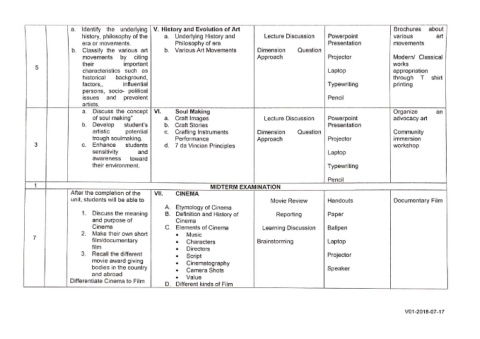 5
a. Identify the underlying
history, philosophy of the
era or movements.
b. Classify the various art
movements by citing
their important
characteristics such as
historical background,
factors,, influential
persons, socio- political
issues and prevalent
artists.
V. History and Evolution of Art
a. Underlying History and
Philosophy of era
b. Various Art Movements
Lecture Discussion
Dimension Question
Approach
Powerpoint
Presentation
Projector
Laptop
Typewriting
Pencil
Brochures about
various art
movements
Modern/ Classical
works
appropriation
through T shirt
printing
3
a. Discuss the concept
of soul making"
b. Develop student's
artistic potential
trough soulmaking.
c. Enhance students
sensitivity and
awareness toward
their environment.
VI. Soul Making
a. Craft Images
b. Craft Stories
c. Crafting Instruments
Performance
d. 7 da Vincian Principles
Lecture Discussion
Dimension Question
Approach
Powerpoint
Presentation
Projector
Laptop
Typewriting
Pencil
Organize an
advocacy art
Community
immersion
workshop
1
MIDTERM EXAMINATION
7
After the completion of the
unit, students will be able to
1. Discuss the meaning
and purpose of
Cinema
2. Make their own short
film/documentary
film
3. Recall the different
movie award giving
bodies in the country
and abroad
Differentiate Cinema to Film
VII. CINEMA
A. Etymology of Cinema
B. Definition and History of
Cinema
C. Elements of Cinema
• Music
• Characters
• Directors
• Script
• Cinematography
• Camera Shots
• Value
D. Different kinds of Film
Movie Review
Reporting
Learning Discussion
Brainstorming
Handouts
Paper
Ballpen
Laptop
Projector
Speaker
Documentary Film
V01-2018-07-17